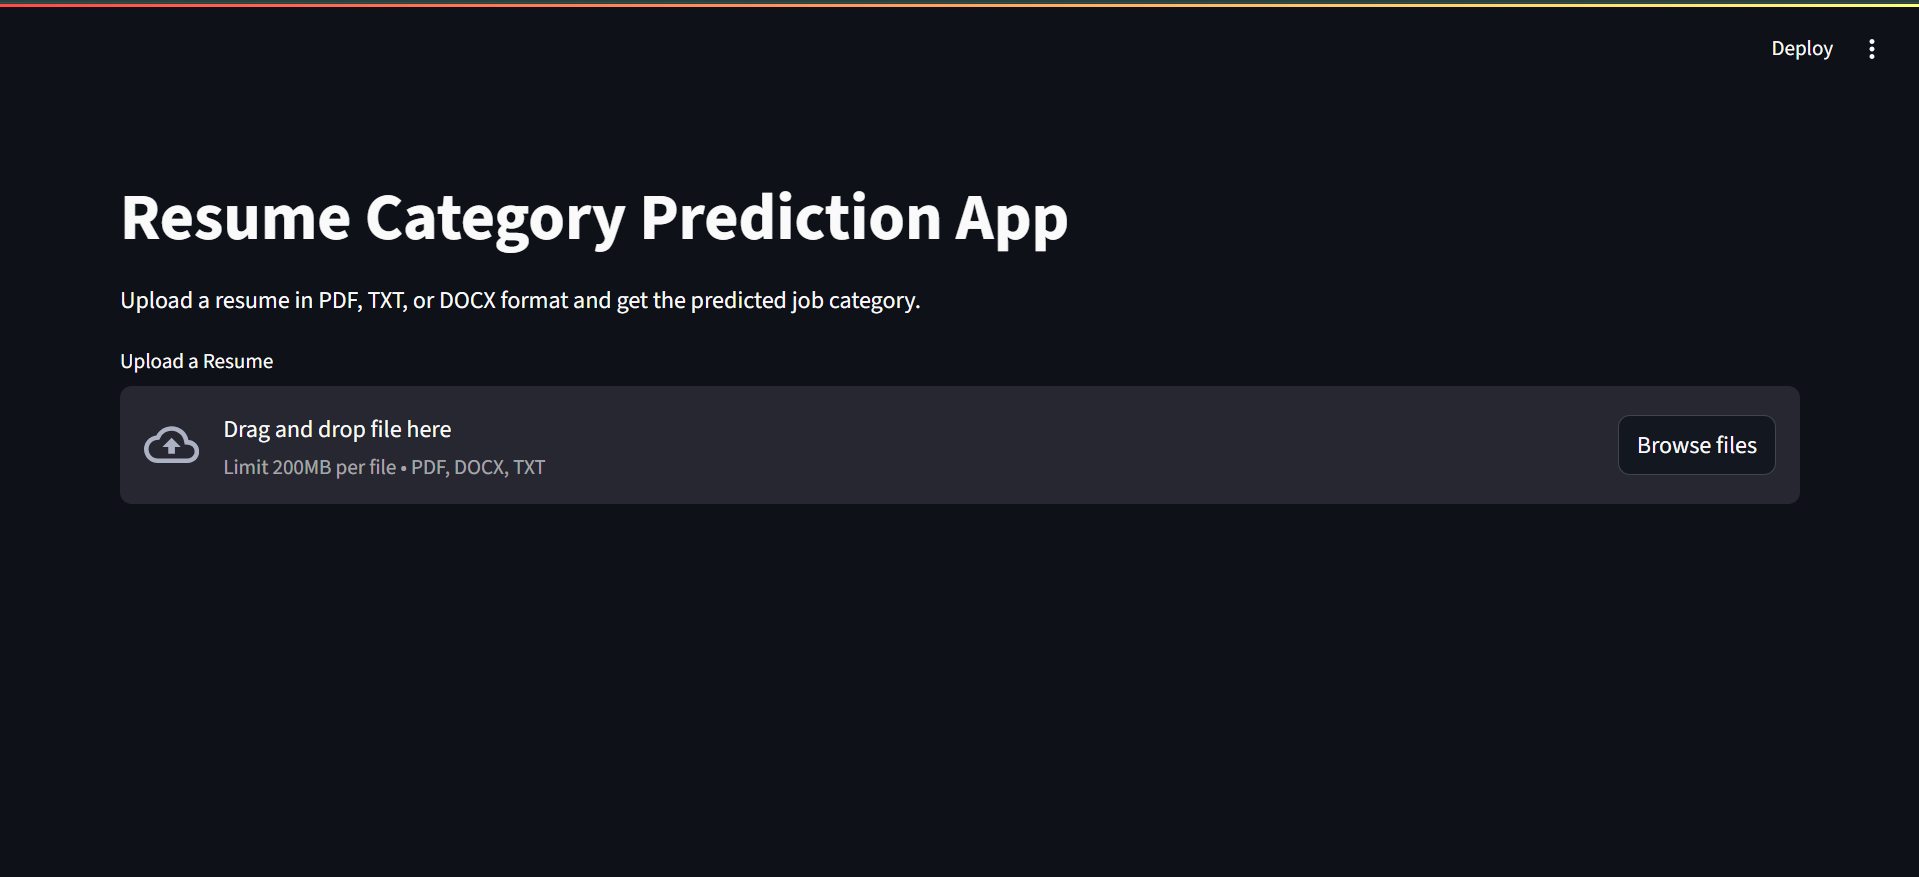 Deploy
Resume Category Prediction App
Upload a resume in PDF, TXT, or DOCX format and get the predicted job category.
Upload a Resume
Drag and drop file here
Limit 200MB per file • PDF, DOCX, TXT
Browse files